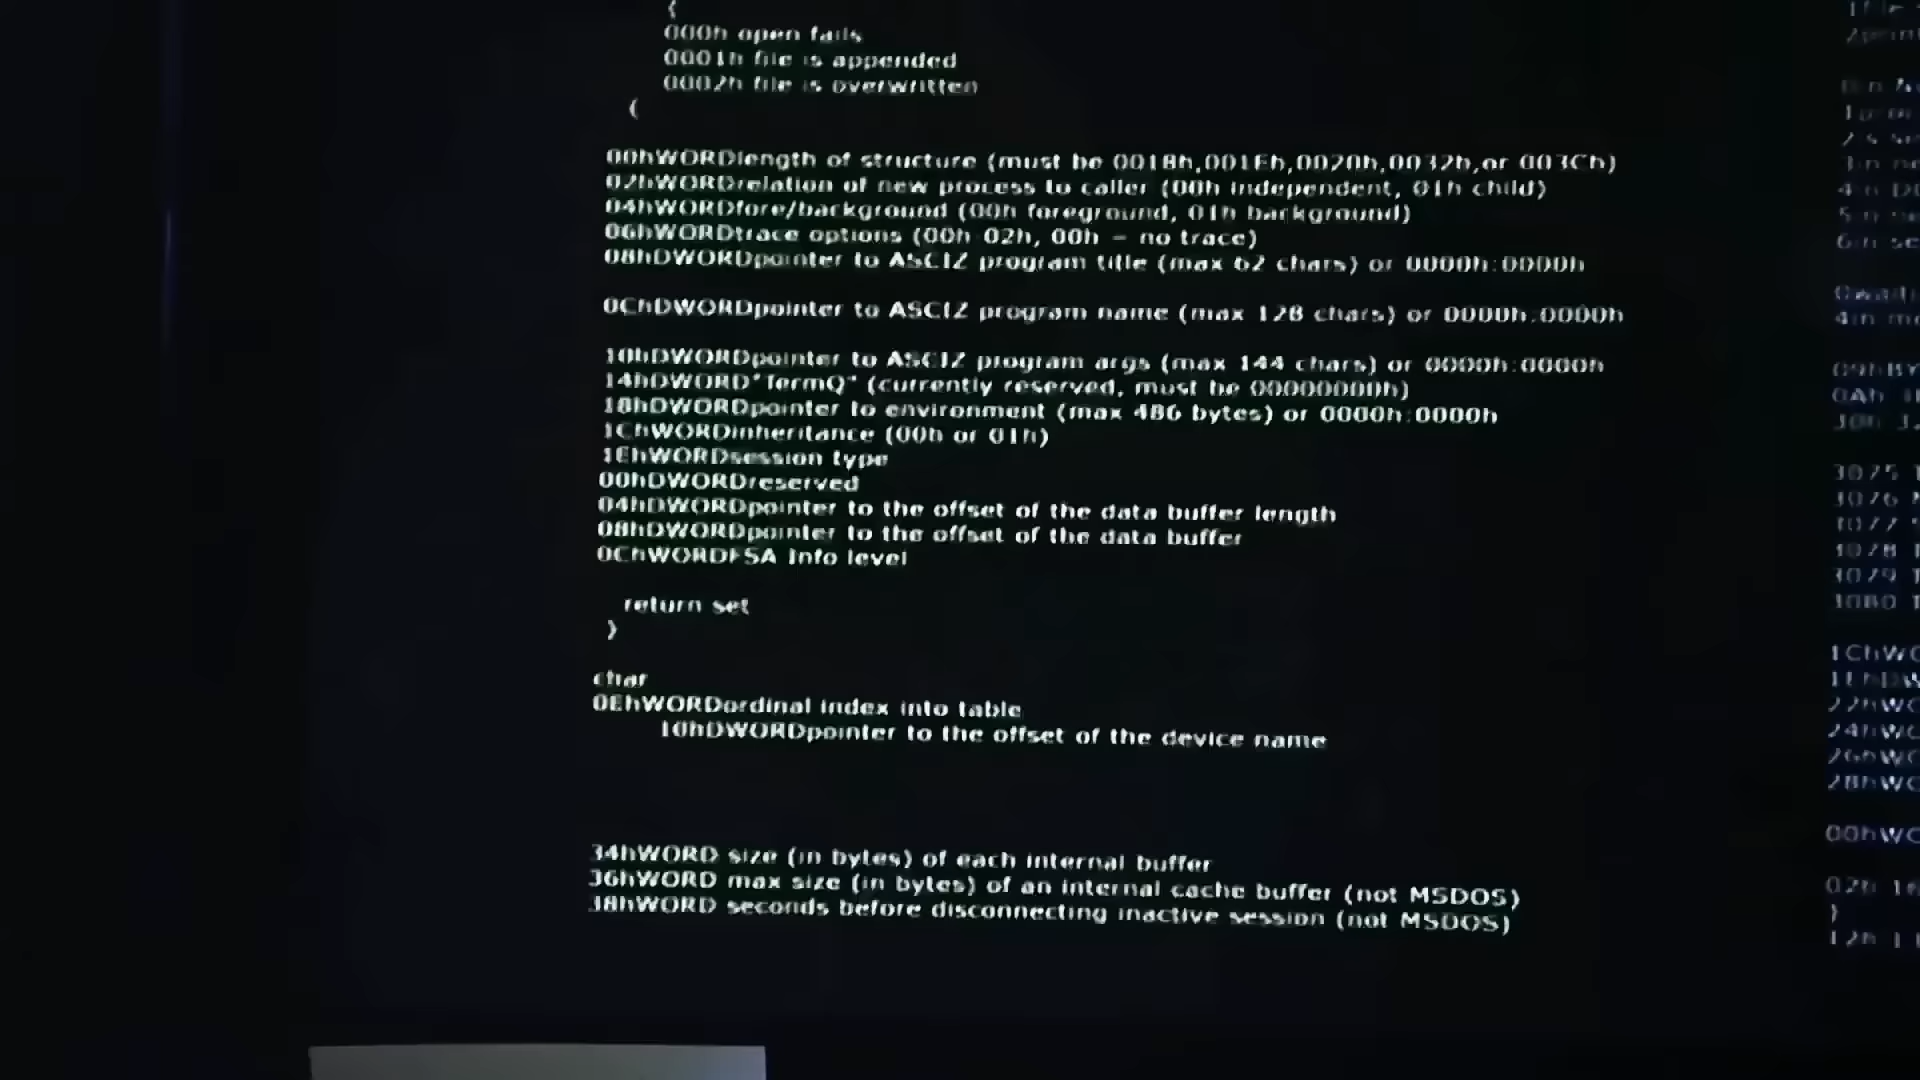 {
000h open fails
0001h file is appended
0002h file is overwritten
(
00hWORDlength of structure (must be 0018h,001Eh,0020h,0032h,or 003Ch)
02hWORDrelation of new process to caller (00h independent, 01h child)
04hWORDfore/background (00h foreground, 01h background)
06hWORDtrace options (00h 02h, 00h - no trace)
08hDWORDpointer to ASCIZ program title (max 62 chars) or 0000h:0000h
0ChDWORDpointer to ASCIZ program name (max 128 chars) or 0000h:0000h
10hDWORDpointer to ASCIZ program args (max 144 chars) or 0000h:0000h
14hDWORD"TermQ" (currently reserved, must be 00000000h)
18hDWORDpointer to environment (max 486 bytes) or 0000h:0000h
1ChWORDinheritance (00h or 01h)
1EhWORDsession type
00hDWORDreserved
04hDWORDpointer to the offset of the data buffer length
08hDWORDpointer to the offset of the data buffer
0ChWORDFSA Info level
return set
}
char
0EhWORDordinal index into table
10hDWORDpointer to the offset of the device name
34hWORD size (in bytes) of each internal buffer
36hWORD max size (in bytes) of an internal cache buffer (not MSDOS)
38hWORD seconds before disconnecting inactive session (not MSDOS)
3075
3076
3077
3078
3079
3080